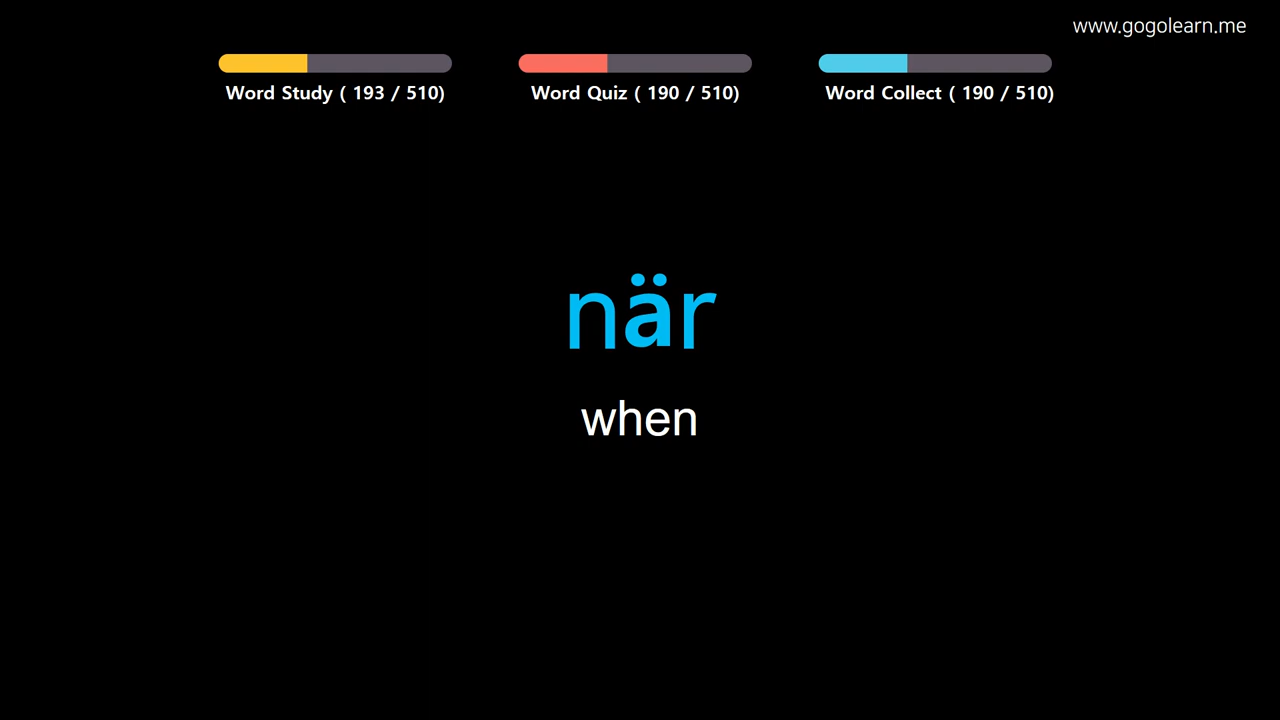 www.gogolearn.me
Word Study ( 193 / 510)
Word Quiz ( 190 / 510)
Word Collect ( 190 / 510)
när
when